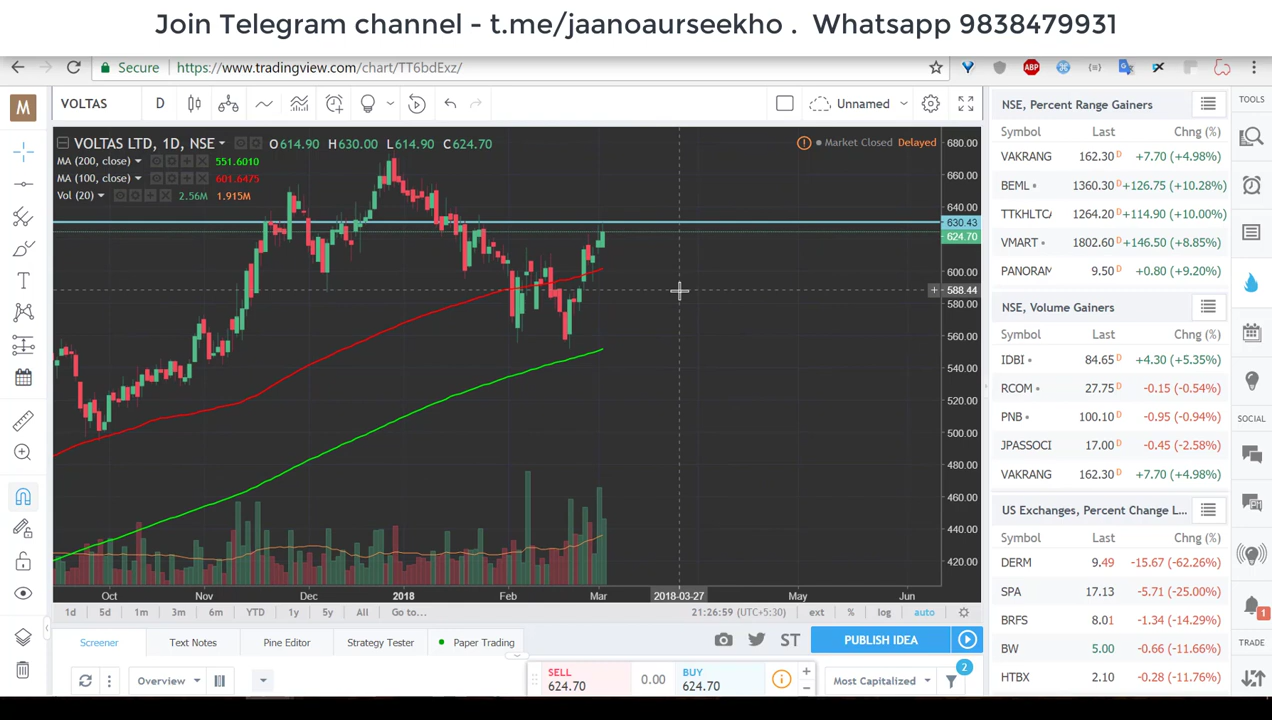 Join Telegram channel - t.me/jaanoaurseekho . Whatsapp 9838479931
Secure https://www.tradingview.com/chart/TT6bdExz/
ABP
M VOLTAS D Unnamed
VOLTAS LTD, 1D, NSE O614.90 H630.00 L614.90 C624.70 Market Closed Delayed
MA (200, close) 551.6010
MA (100, close) 601.6475
Vol (20) 2.56M 1.915M
680.00
660.00
640.00
630.43
624.70
600.00
588.44
580.00
560.00
540.00
520.00
500.00
480.00
460.00
440.00
420.00
Oct Nov Dec 2018 Feb Mar 2018-03-27 May Jun
1d 5d 1m 3m 6m YTD 1y 5y All Go to... 21:26:59 (UTC+5:30) ext % log auto
Screener Text Notes Pine Editor Strategy Tester Paper Trading ST PUBLISH IDEA
Overview SELL 624.70 0.00 BUY 624.70 Most Capitalized 2
NSE, Percent Range Gainers
Symbol Last Chng (%)
VAKRANG 162.30 D +7.70 (+4.98%)
BEML 1360.30 D +126.75 (+10.28%)
TTKHLTCA 1264.20 D +114.90 (+10.00%)
VMART 1802.60 D +146.50 (+8.85%)
PANORAM 9.50 D +0.80 (+9.20%)
NSE, Volume Gainers
Symbol Last Chng (%)
IDBI 84.65 D +4.30 (+5.35%)
RCOM 27.75 D -0.15 (-0.54%)
PNB 100.10 D -0.95 (-0.94%)
JPASSOCI 17.00 D -0.45 (-2.58%)
VAKRANG 162.30 D +7.70 (+4.98%)
US Exchanges, Percent Change L...
Symbol Last Chng (%)
DERM 9.49 -15.67 (-62.26%)
SPA 17.13 -5.71 (-25.00%)
BRFS 8.01 -1.34 (-14.29%)
BW 5.00 -0.66 (-11.66%)
HTBX 2.10 -0.28 (-11.76%)
TOOLS
SOCIAL
1
TRADE